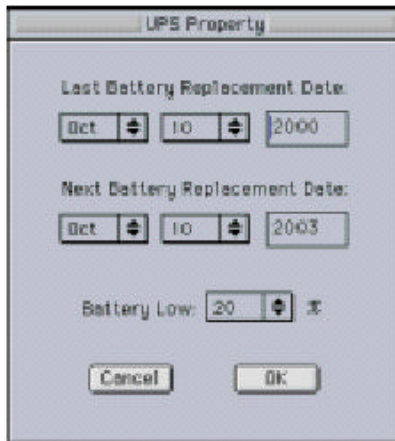 UPS Property
Last Battery Replacement Date:
Oct 10 2000
Next Battery Replacement Date:
Oct 10 2003
Battery Low: 20 %
Cancel OK